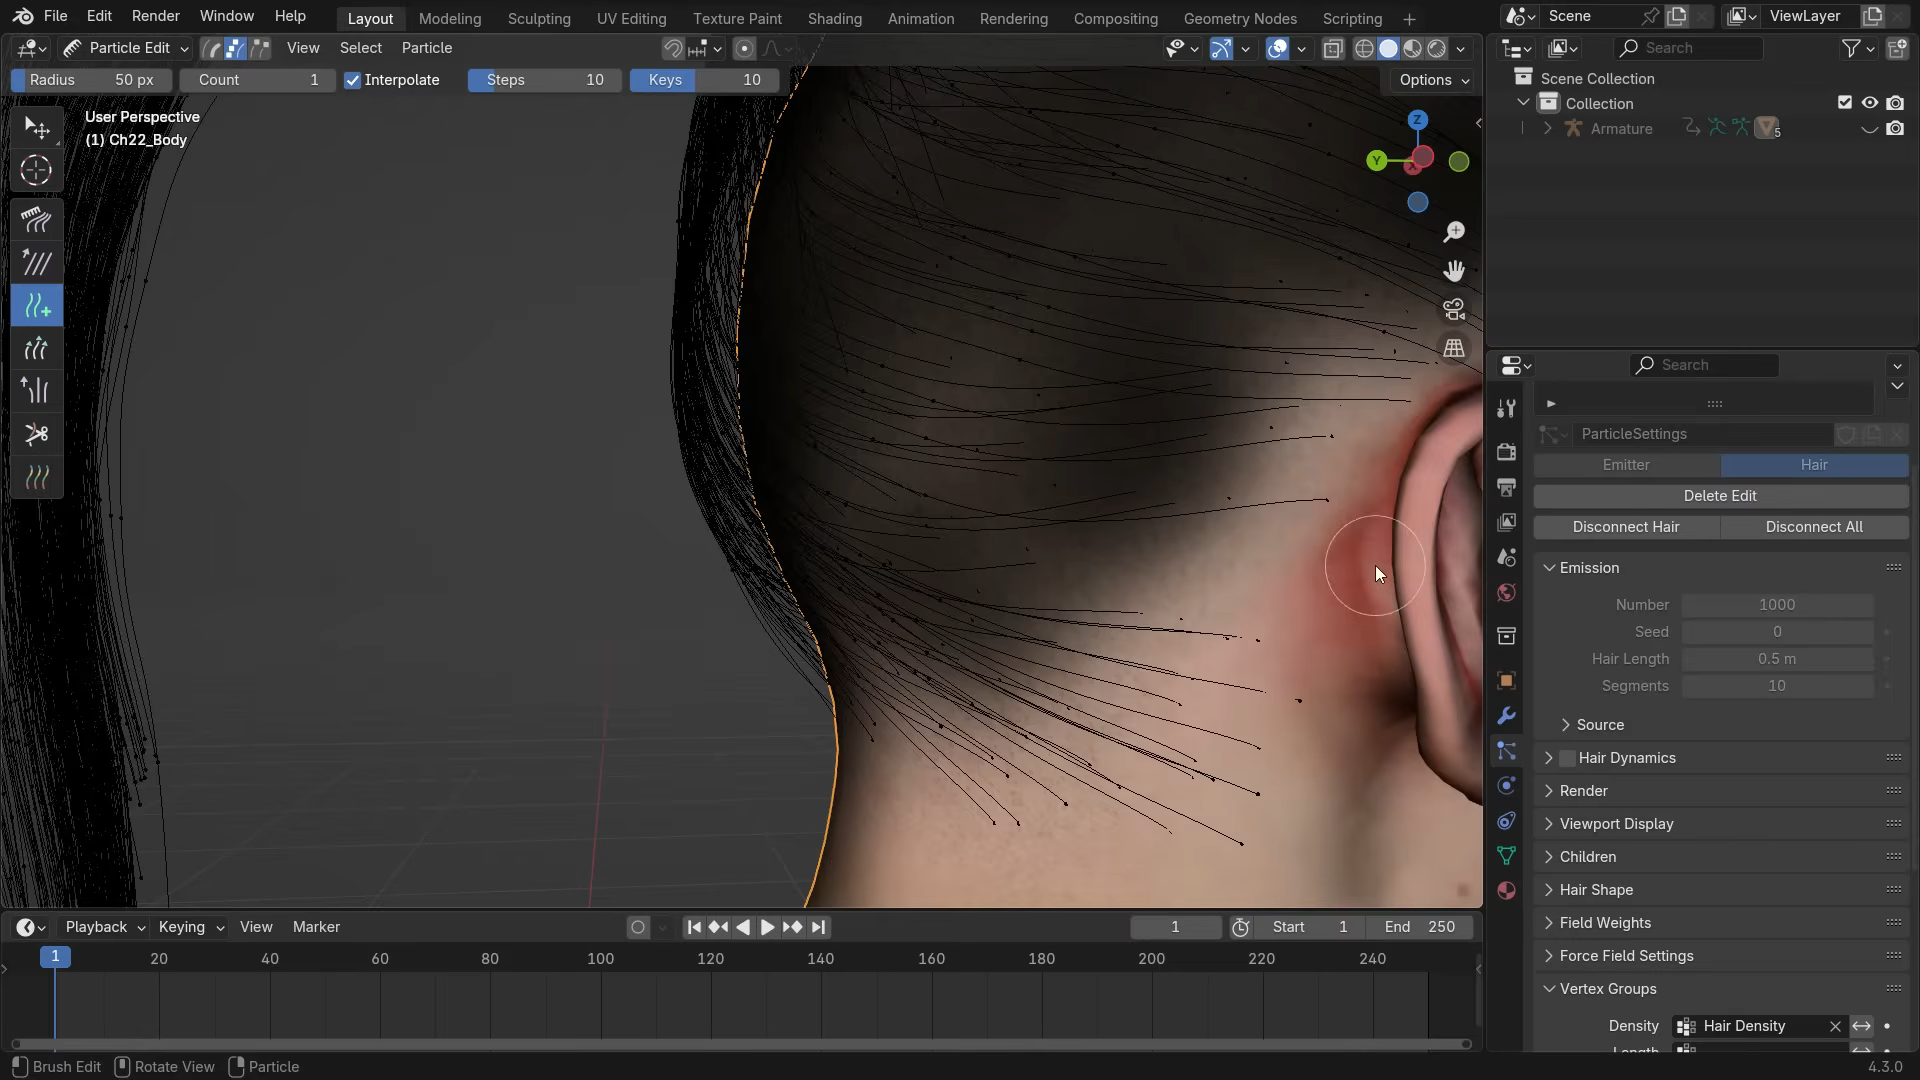 File Edit Render Window Help Layout Modeling Sculpting UV Editing Texture Paint Shading Animation Rendering Compositing Geometry Nodes Scripting + Scene ViewLayer
Particle Edit View Select Particle Search
Radius 50 px Count 1 Interpolate Steps 10 Keys 10 Options
Scene Collection
Collection
Armature 5
User Perspective
(1) Ch22_Body
Z
Y
X
Search
ParticleSettings
Emitter Hair
Delete Edit
Disconnect Hair Disconnect All
Emission
Number 1000
Seed 0
Hair Length 0.5 m
Segments 10
Source
Hair Dynamics
Render
Viewport Display
Children
Hair Shape
Field Weights
Force Field Settings
Vertex Groups
Density Hair Density
Length
Playback Keying View Marker 1 Start 1 End 250
1 20 40 60 80 100 120 140 160 180 200 220 240
Brush Edit Rotate View Particle 4.3.0